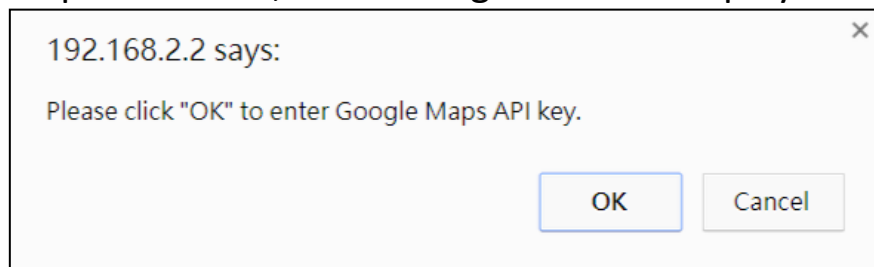 192.168.2.2 says:
×
Please click "OK" to enter Google Maps API key.
OK Cancel